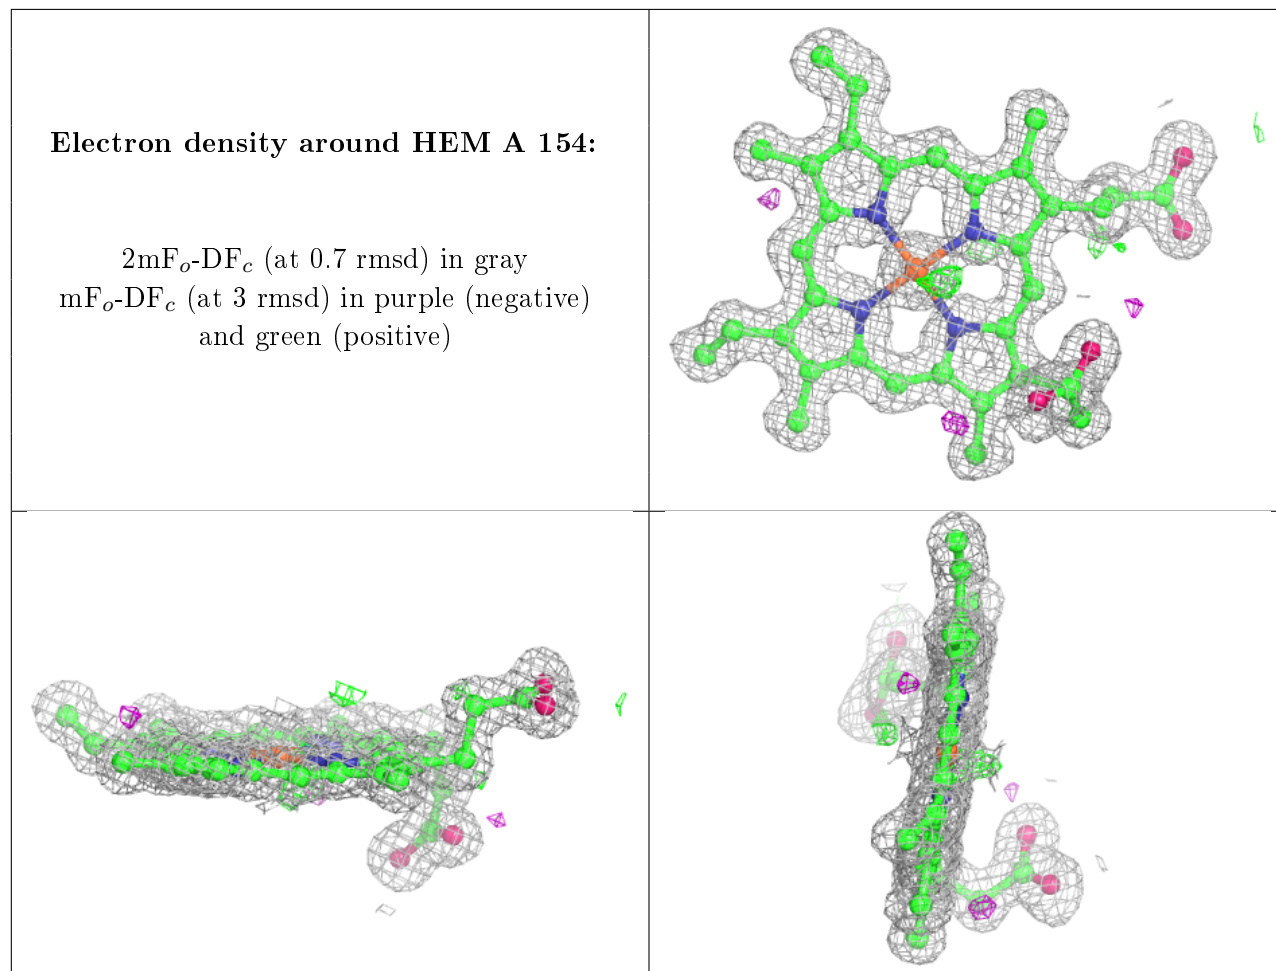 Electron density around HEM A 154:
2mFₒ-DF𝒸 (at 0.7 rmsd) in gray
mFₒ-DF𝒸 (at 3 rmsd) in purple (negative)
and green (positive)